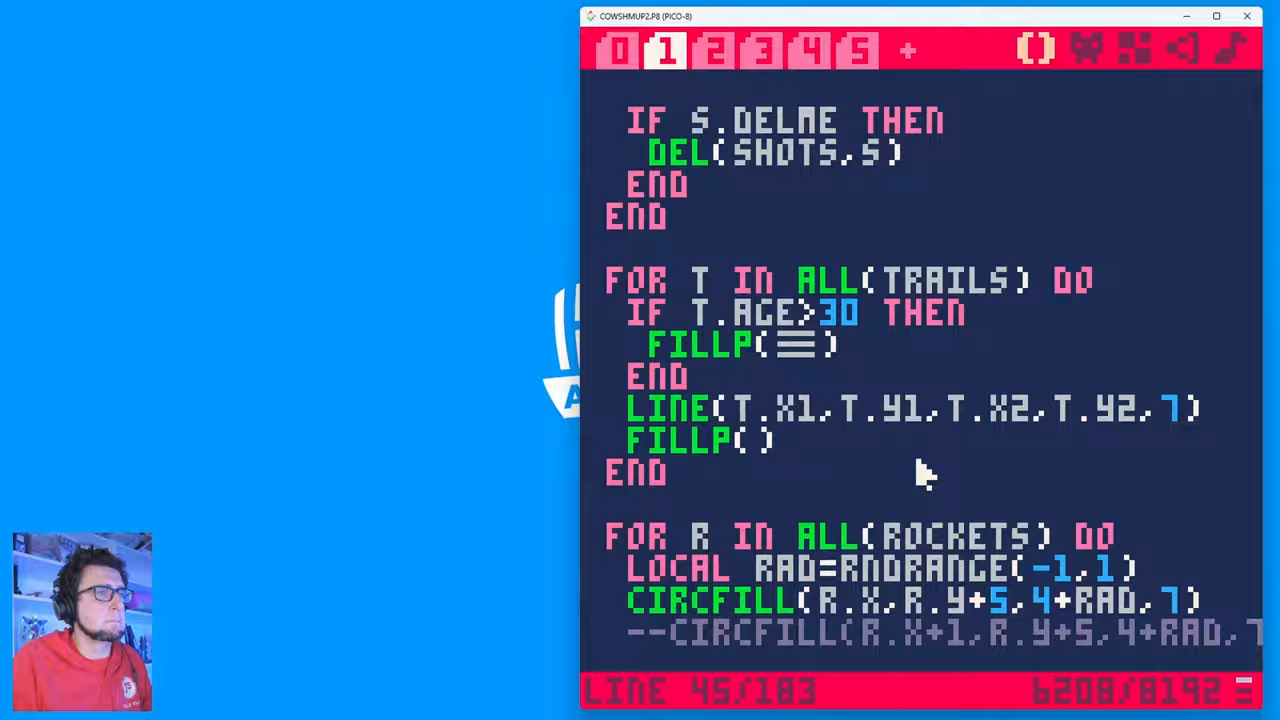 COWSHMUP2.P8 (PICO-8)
0 1 2 3 4 5 +
IF S.DELME THEN
DEL(SHOTS,S)
END
END
FOR T IN ALL(TRAILS) DO
IF T.AGE>30 THEN
FILLP(☰)
END
LINE(T.X1,T.Y1,T.X2,T.Y2,7)
FILLP()
END
FOR R IN ALL(ROCKETS) DO
LOCAL RAD=RNDRANGE(-1,1)
CIRCFILL(R.X,R.Y+5,4+RAD,7)
--CIRCFILL(R.X+1,R.Y+5,4+RAD,7
LINE 45/183
6208/8192